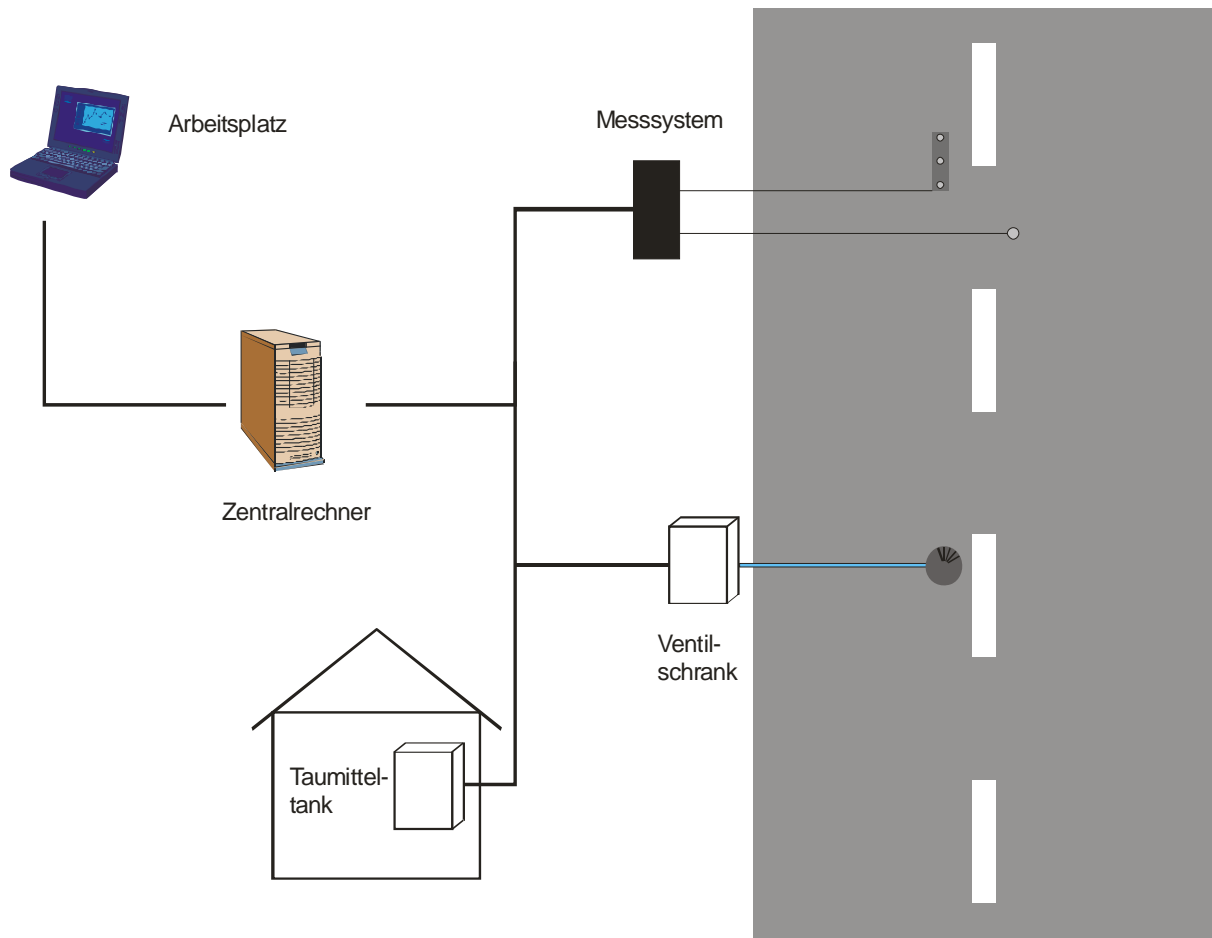 Arbeitsplatz
Messsystem
Zentralrechner
Ventil-
schrank
Taumittel-
tank